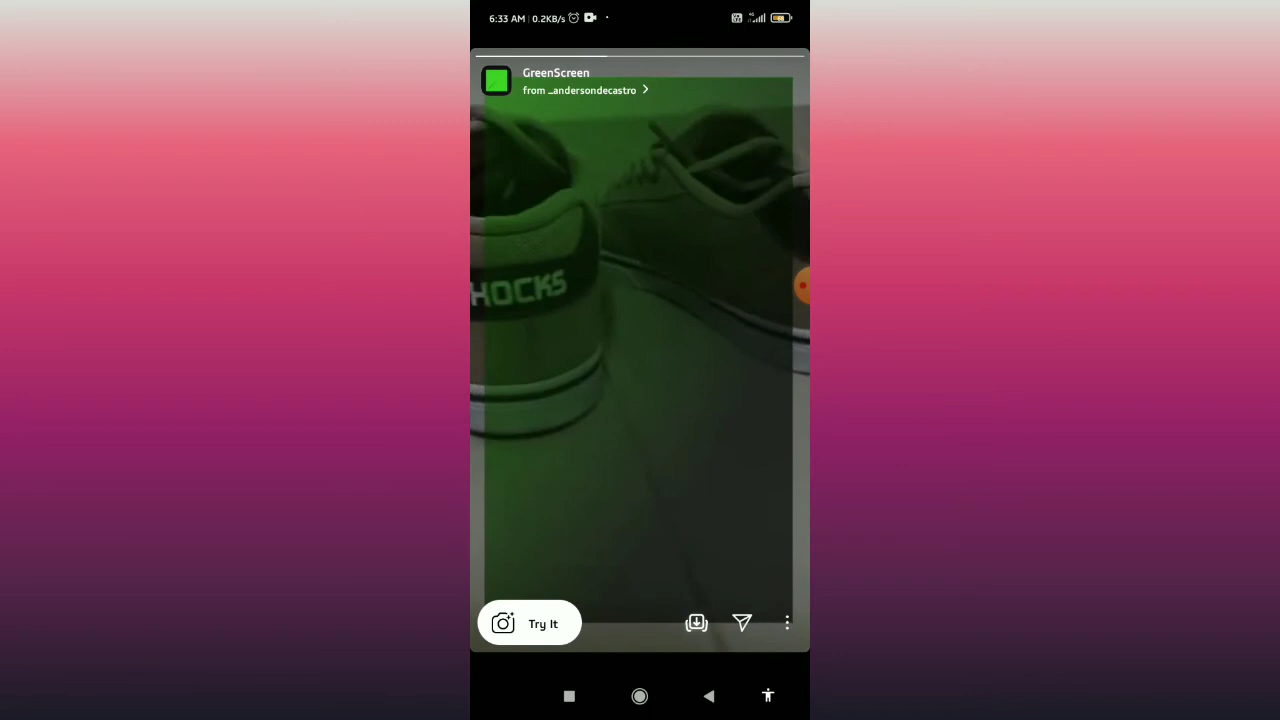 6:33 AM | 0.2KB/s
GreenScreen
from _andersondecastro
HOCKS
Try It